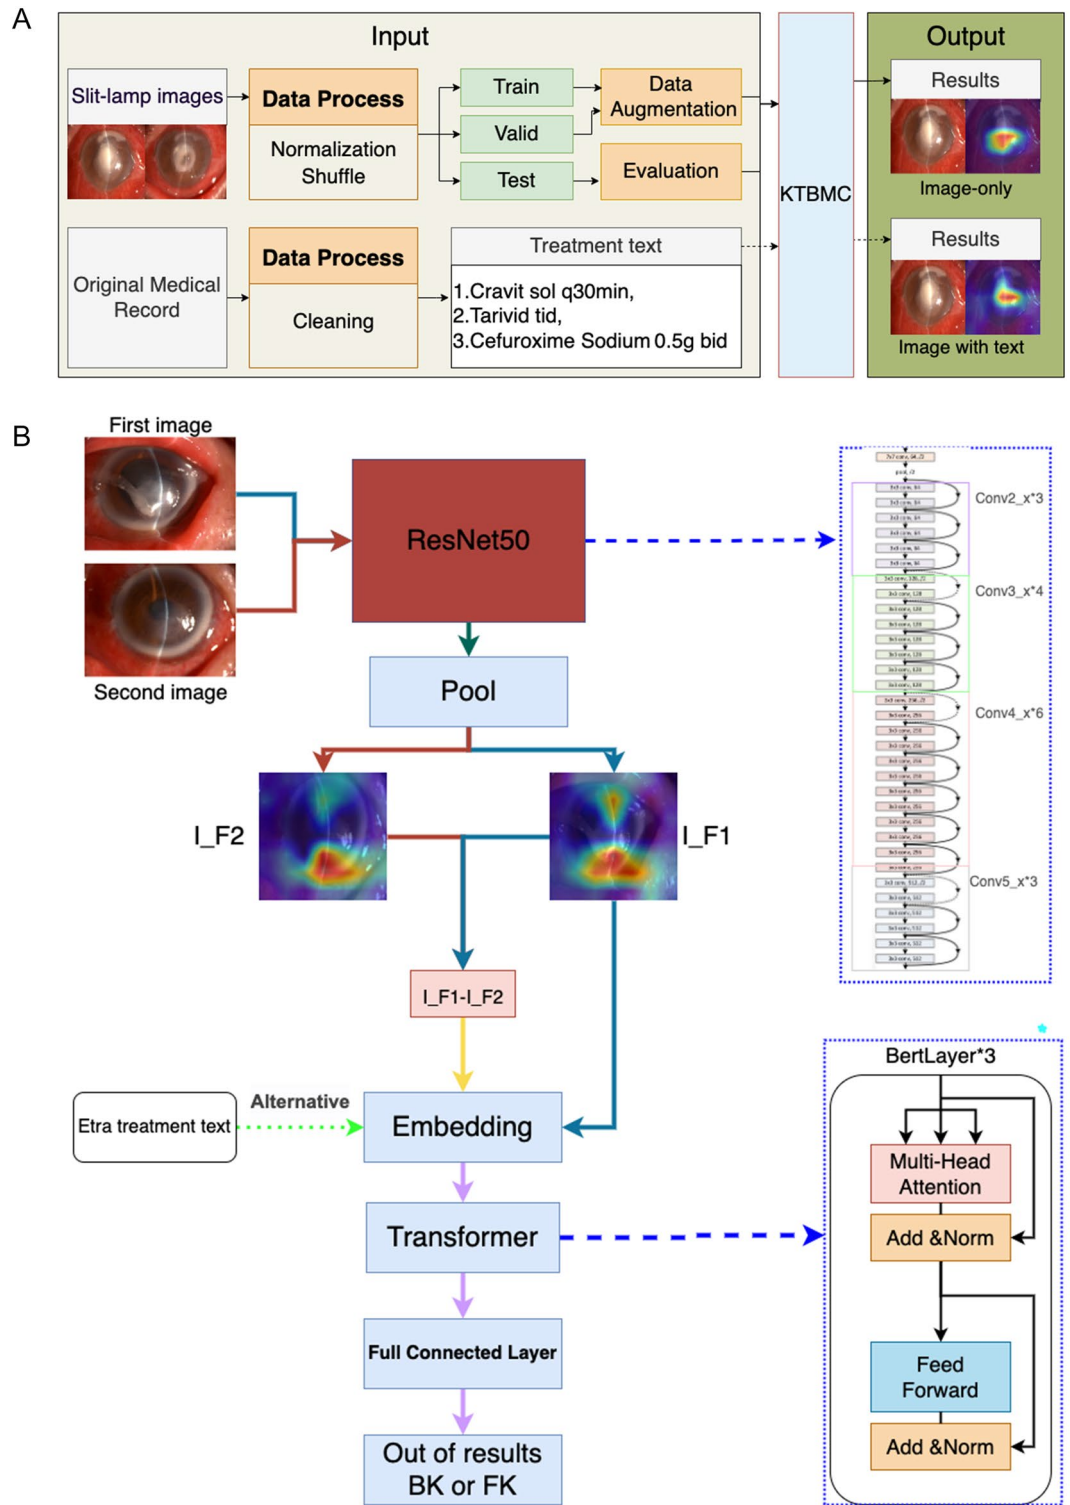 A
Input
Output
Slit-lamp images
Data Process
Normalization
Shuffle
Train
Valid
Test
Data
Augmentation
Evaluation
KTBMC
Results
Image-only
Original Medical
Record
Data Process
Cleaning
Treatment text
1.Cravit sol q30min,
2.Tarivid tid,
3.Cefuroxime Sodium 0.5g bid
Results
Image with text
B
First image
Second image
ResNet50
Pool
I_F2
I_F1
I_F1-I_F2
Etra treatment text
Alternative
Embedding
Transformer
Full Connected Layer
Out of results
BK or FK
Conv2_x*3
Conv3_x*4
Conv4_x*6
Conv5_x*3
*
BertLayer*3
Multi-Head
Attention
Add &Norm
Feed
Forward
Add &Norm